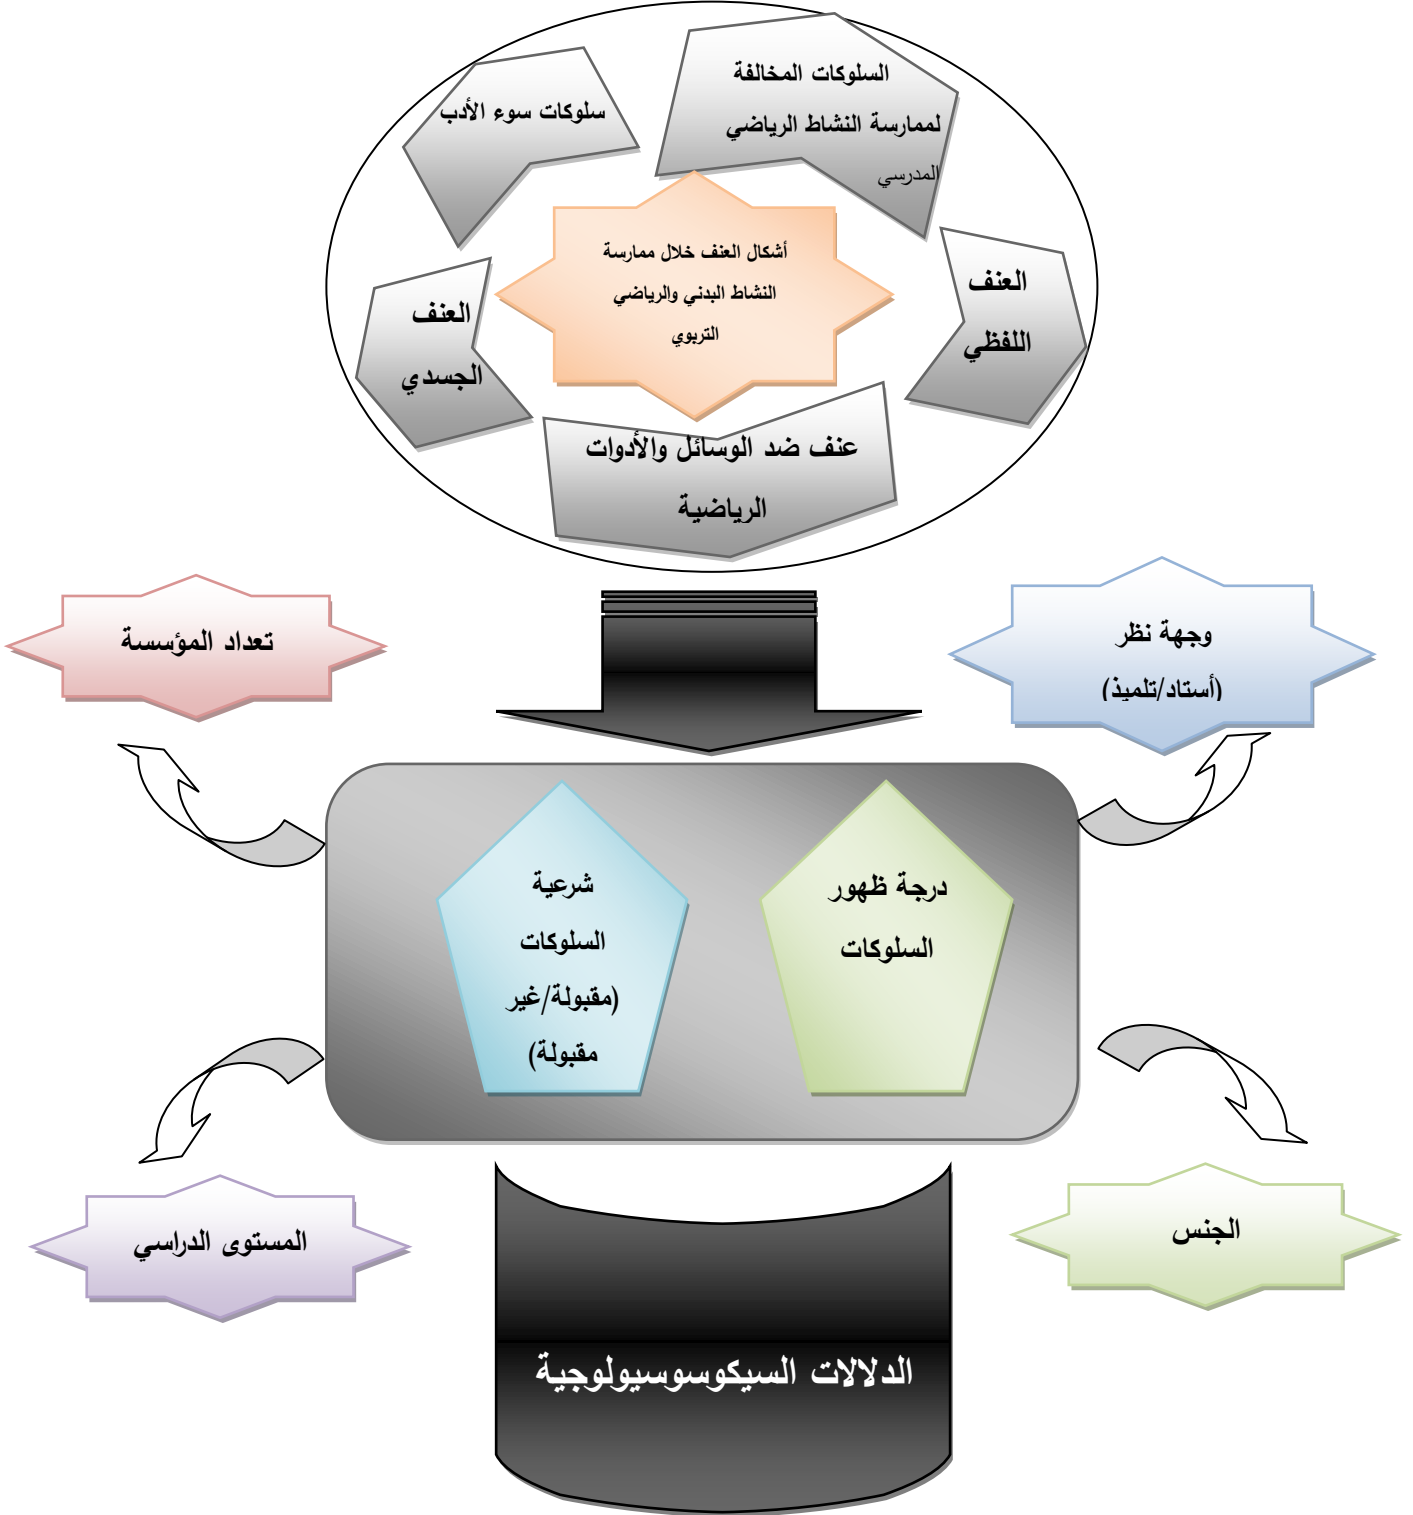 السلوكات المخالفة
لممارسة النشاط الرياضي
المدرسي
سلوكات سوء الأدب
أشكال العنف خلال ممارسة
النشاط البدني والرياضي
التربوي
العنف
اللفظي
العنف
الجسدي
عنف ضد الوسائل والأدوات
الرياضية
وجهة نظر
(أستاد/تلميذ)
تعداد المؤسسة
درجة ظهور
السلوكات
شرعية
السلوكات
(مقبولة/غير
مقبولة)
الجنس
المستوى الدراسي
الدلالات السيكوسوسيولوجية